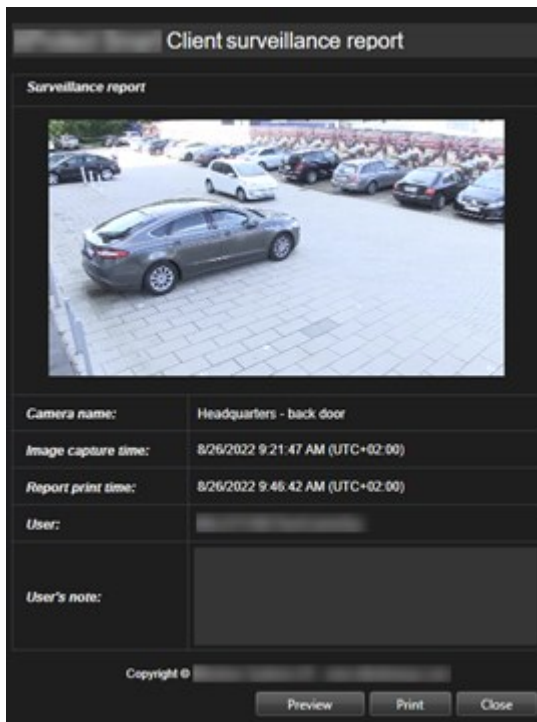 Client surveillance report
Surveillance report
Camera name: Headquarters - back door
Image capture time: 8/26/2022 9:21:47 AM (UTC+02:00)
Report print time: 8/26/2022 9:46:42 AM (UTC+02:00)
User:
User's note:
Copyright ©
Preview Print Close